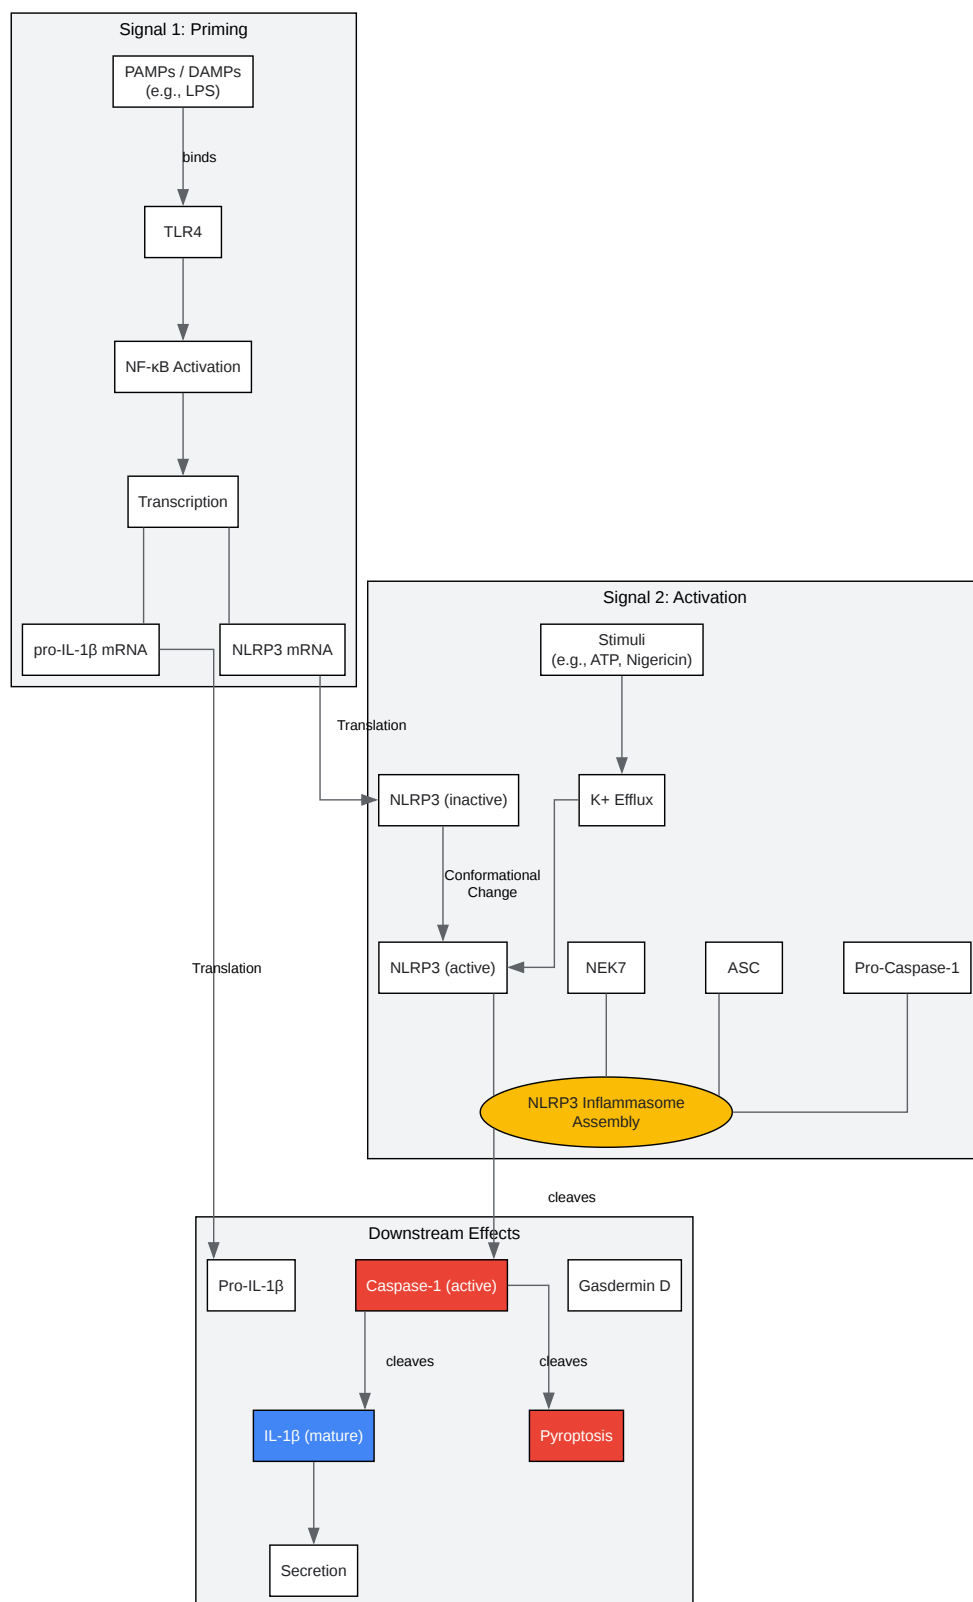 Signal 1: Priming
PAMPs / DAMPs
(e.g., LPS)
binds
TLR4
NF-κB Activation
Transcription
pro-IL-1β mRNA
NLRP3 mRNA
Signal 2: Activation
Stimuli
(e.g., ATP, Nigericin)
Translation
NLRP3 (inactive)
K+ Efflux
Conformational
Change
NLRP3 (active)
NEK7
ASC
Pro-Caspase-1
Translation
NLRP3 Inflammasome
Assembly
cleaves
Downstream Effects
Pro-IL-1β
Caspase-1 (active)
Gasdermin D
cleaves
cleaves
IL-1β (mature)
Pyroptosis
Secretion